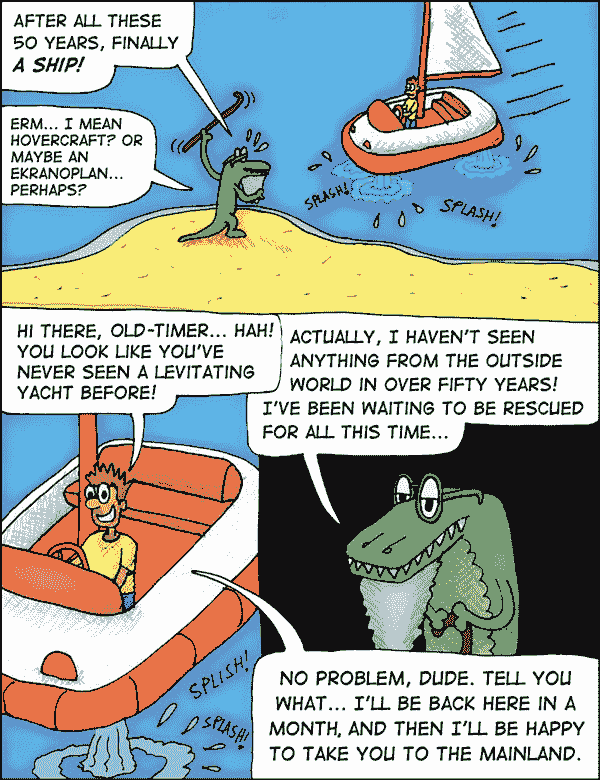 AFTER ALL THESE
50 YEARS, FINALLY
A SHIP!
ERM... I MEAN
HOVERCRAFT? OR
MAYBE AN
EKRANOPLAN...
PERHAPS?
SPLASH!
SPLASH!
HI THERE, OLD-TIMER... HAH!
YOU LOOK LIKE YOU'VE
NEVER SEEN A LEVITATING
YACHT BEFORE!
ACTUALLY, I HAVEN'T SEEN
ANYTHING FROM THE OUTSIDE
WORLD IN OVER FIFTY YEARS!
I'VE BEEN WAITING TO BE RESCUED
FOR ALL THIS TIME...
SPLISH!
SPLASH!
NO PROBLEM, DUDE. TELL YOU
WHAT... I'LL BE BACK HERE IN A
MONTH, AND THEN I'LL BE HAPPY
TO TAKE YOU TO THE MAINLAND.